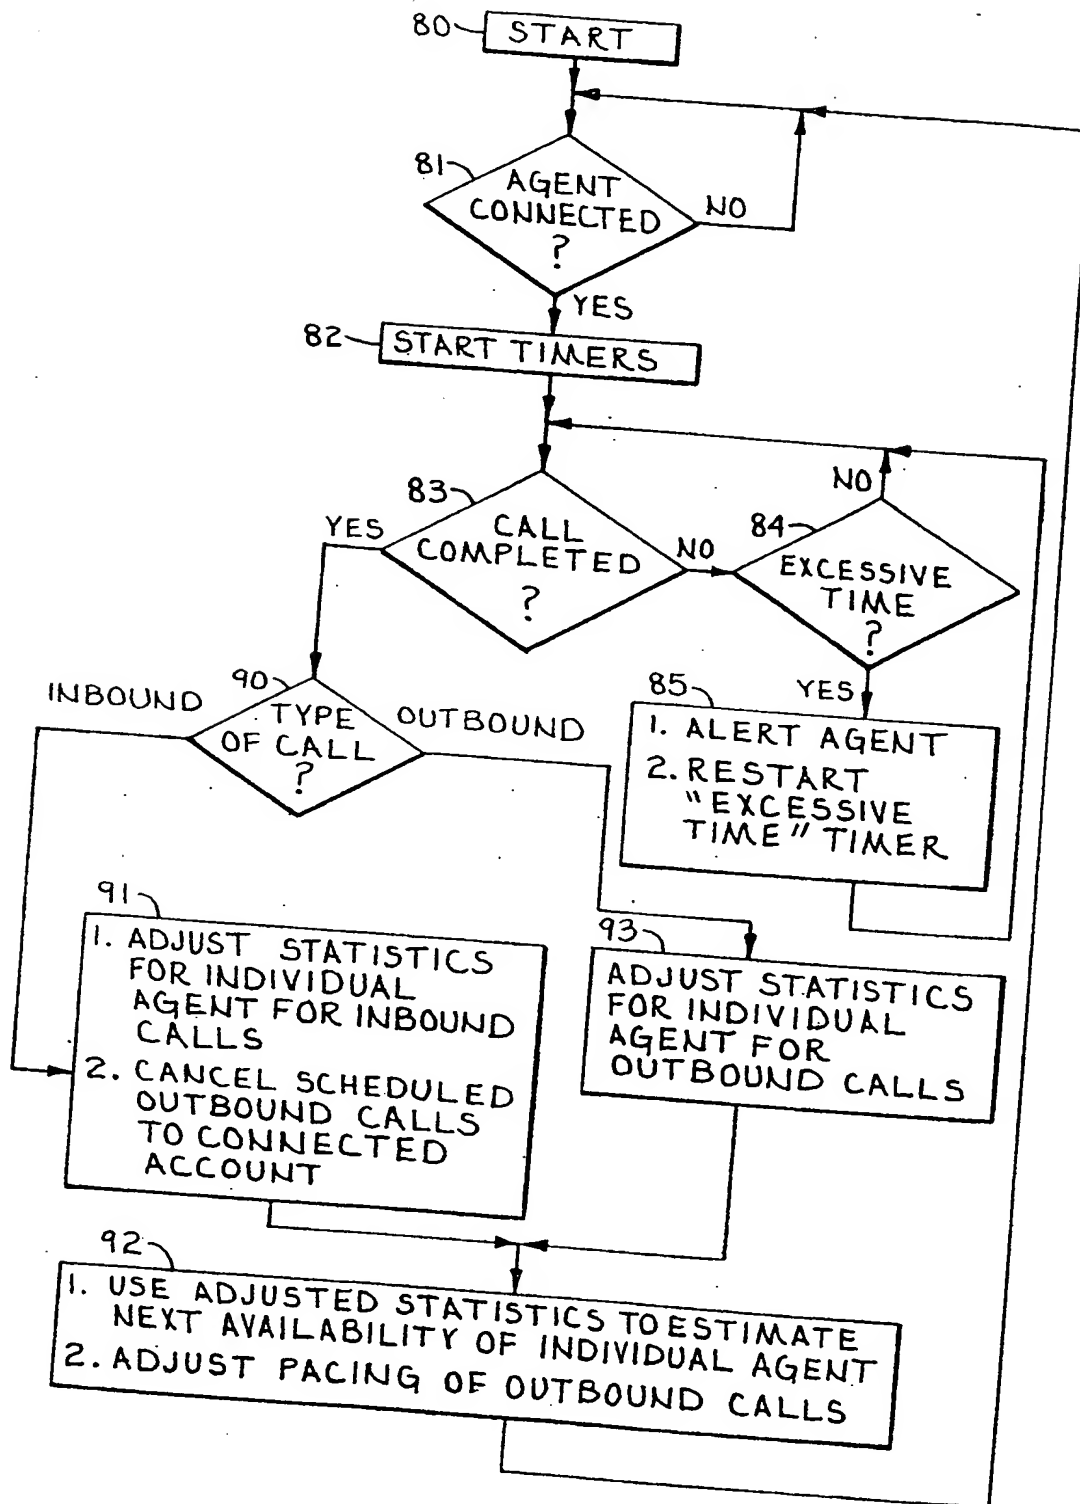 80
START
81
AGENT
CONNECTED
?
NO
YES
82
START TIMERS
83
CALL
COMPLETED
?
YES
NO
84
EXCESSIVE
TIME
?
NO
YES
85
1. ALERT AGENT
2. RESTART
"EXCESSIVE
TIME" TIMER
90
TYPE
OF CALL
?
INBOUND
OUTBOUND
91
1. ADJUST STATISTICS
FOR INDIVIDUAL
AGENT FOR INBOUND
CALLS
2. CANCEL SCHEDULED
OUTBOUND CALLS
TO CONNECTED
ACCOUNT
93
ADJUST STATISTICS
FOR INDIVIDUAL
AGENT FOR
OUTBOUND CALLS
92
1. USE ADJUSTED STATISTICS TO ESTIMATE
NEXT AVAILABILITY OF INDIVIDUAL AGENT
2. ADJUST PACING OF OUTBOUND CALLS